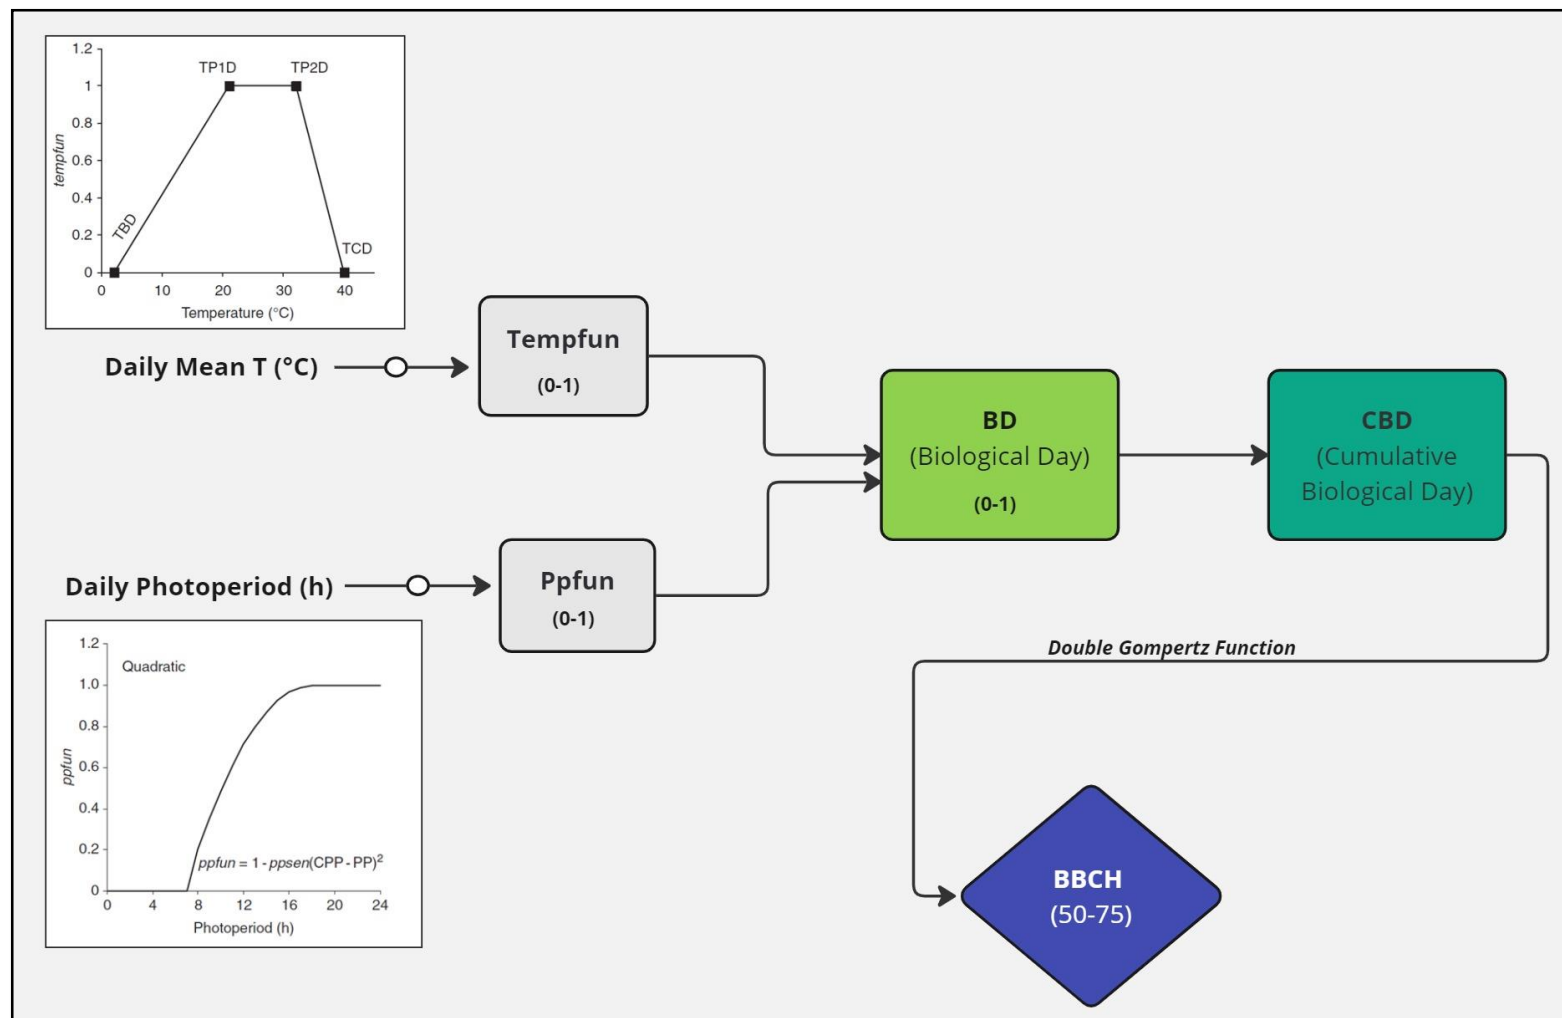 1.2
1
0.8
0.6
0.4
0.2
0
tempfun
TP1D
TP2D
TBD
TCD
0 10 20 30 40
Temperature (°C)
Daily Mean T (°C)
Tempfun
(0-1)
BD
(Biological Day)
(0-1)
CBD
(Cumulative
Biological Day)
Daily Photoperiod (h)
Ppfun
(0-1)
1.2
1.0
0.8
0.6
0.4
0.2
0
ppfun
Quadratic
ppfun = 1 - ppsen(CPP - PP)²
0 4 8 12 16 20 24
Photoperiod (h)
Double Gompertz Function
BBCH
(50-75)